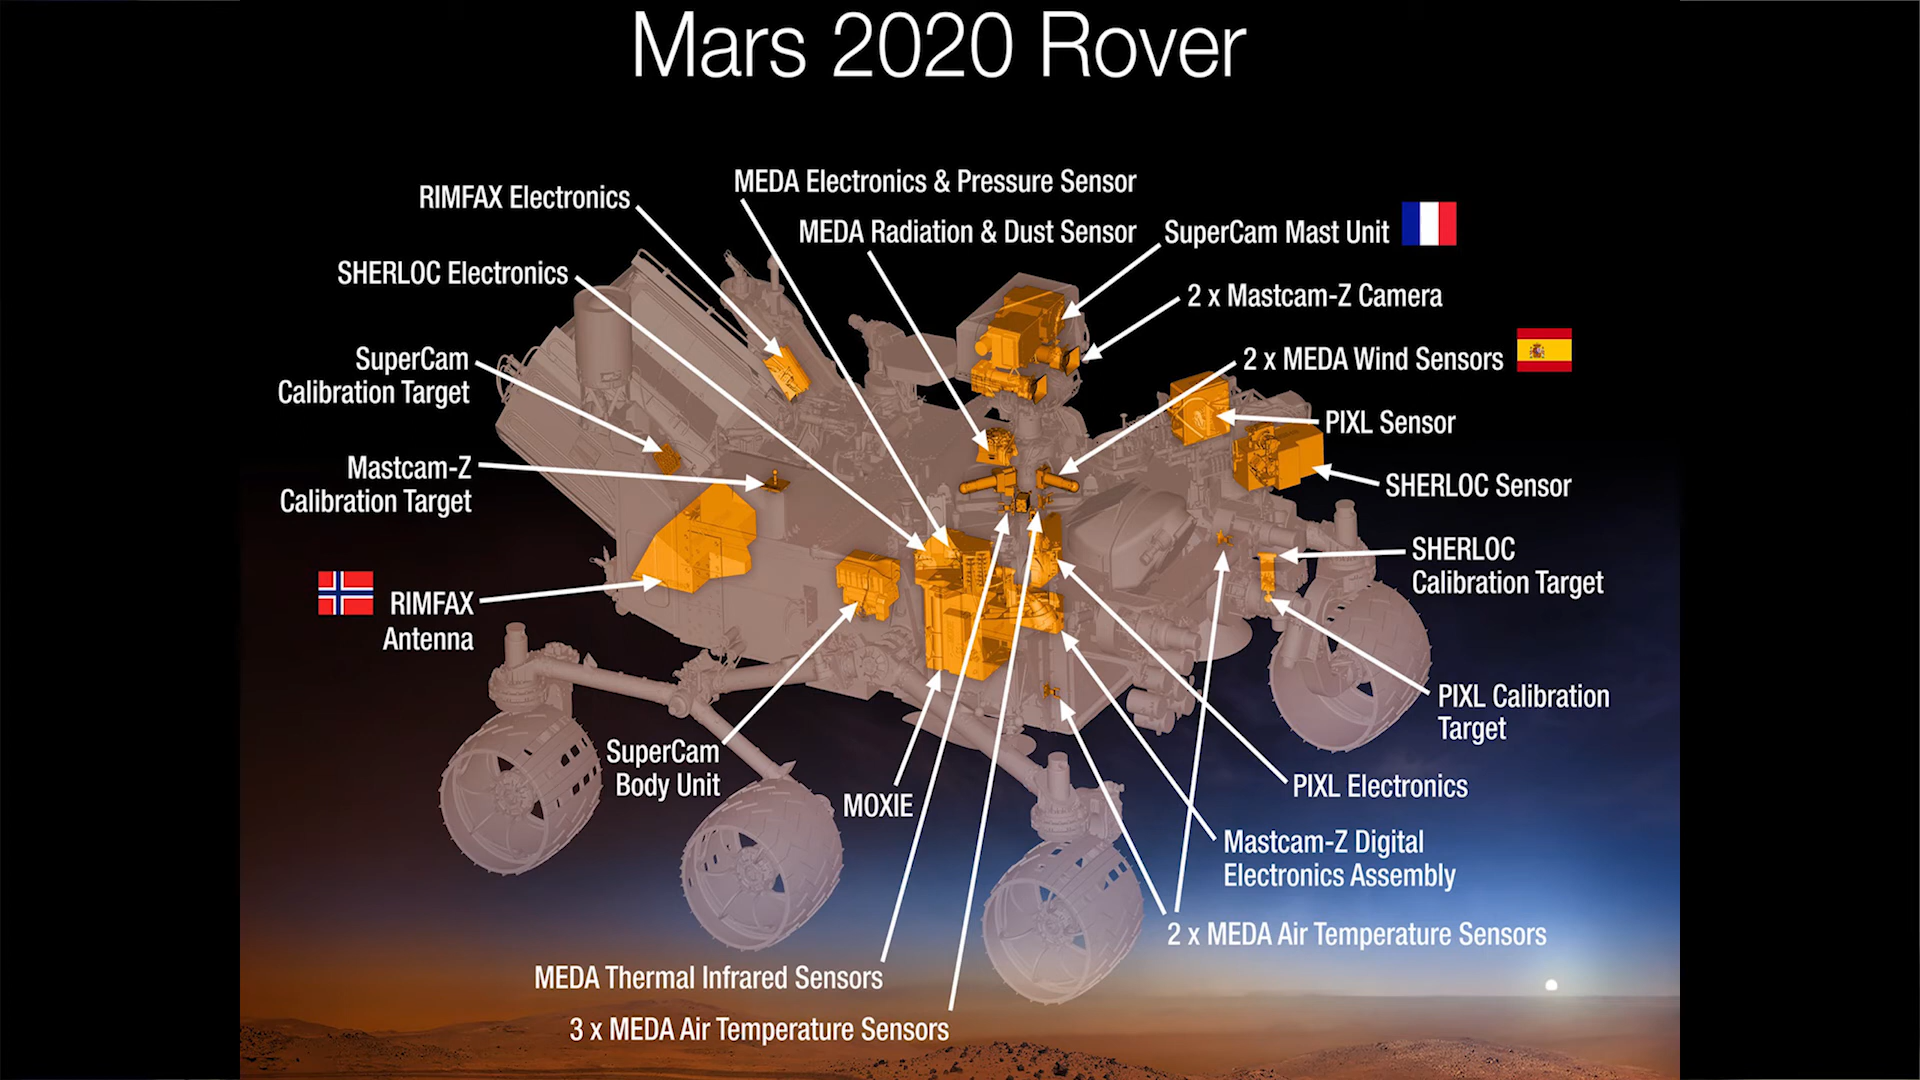 Mars 2020 Rover
MEDA Electronics & Pressure Sensor
RIMFAX Electronics
MEDA Radiation & Dust Sensor
SuperCam Mast Unit
SHERLOC Electronics
2 x Mastcam-Z Camera
SuperCam
Calibration Target
2 x MEDA Wind Sensors
PIXL Sensor
Mastcam-Z
Calibration Target
SHERLOC Sensor
SHERLOC
Calibration Target
RIMFAX
Antenna
PIXL Calibration
Target
SuperCam
Body Unit
MOXIE
PIXL Electronics
Mastcam-Z Digital
Electronics Assembly
2 x MEDA Air Temperature Sensors
MEDA Thermal Infrared Sensors
3 x MEDA Air Temperature Sensors